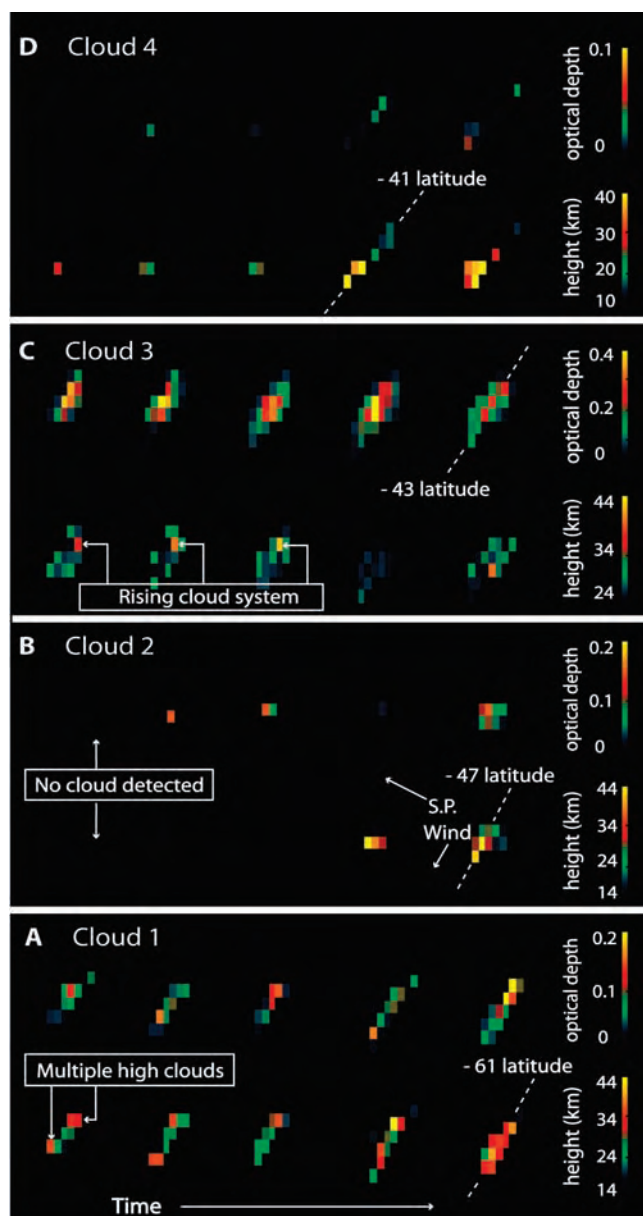 D Cloud 4
0.1
optical depth
0
- 41 latitude
40
30
20
10
height (km)
C Cloud 3
0.4
0.2
0
optical depth
- 43 latitude
44
34
24
height (km)
Rising cloud system
B Cloud 2
0.2
0.1
0
optical depth
No cloud detected
- 47 latitude
S.P.
Wind
44
34
24
14
height (km)
A Cloud 1
0.2
0.1
0
optical depth
Multiple high clouds
- 61 latitude
44
34
24
14
height (km)
Time